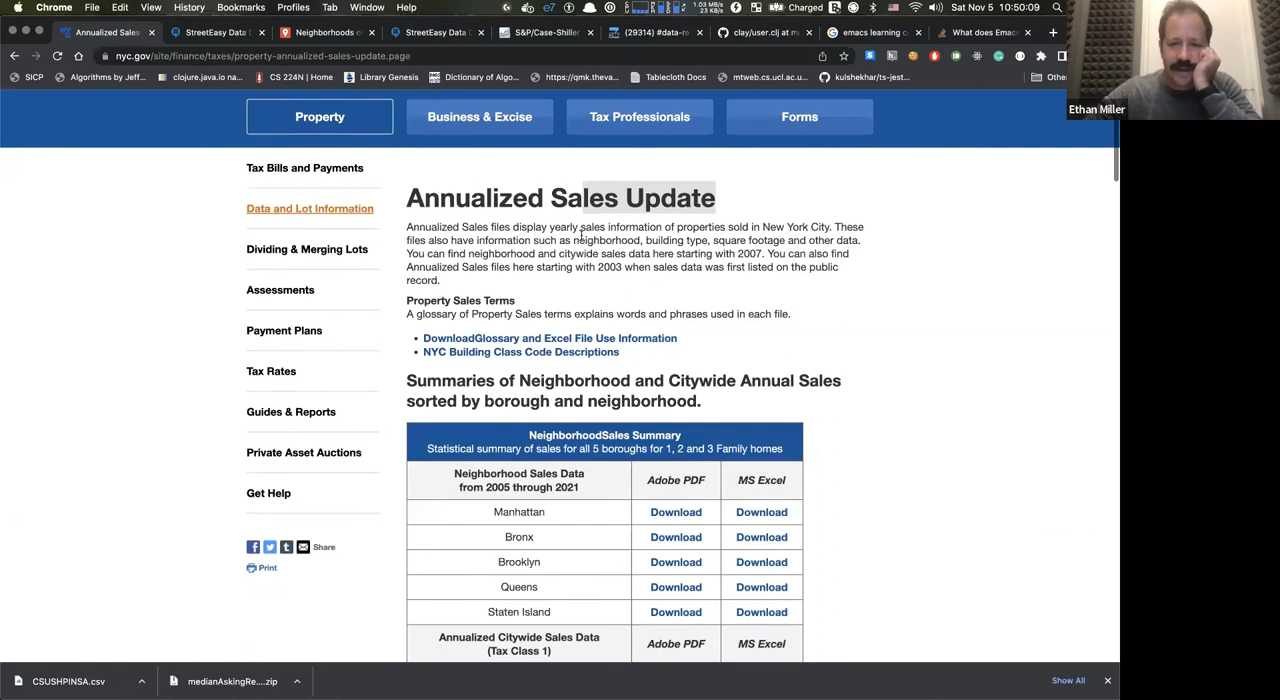 Chrome File Edit View History Bookmarks Profiles Tab Window Help
1.03 MB/s
23 KB/s
Charged
Sat Nov 5 10:50:09
Annualized Sales
StreetEasy Data D
Neighborhoods o
StreetEasy Data D
S&P/Case-Shiller
(29314) #data-re
clay/user.clj at m
emacs learning c
What does Emacs
nyc.gov/site/finance/taxes/property-annualized-sales-update.page
SICP
Algorithms by Jeff...
clojure.java.io na...
CS 224N | Home
Library Genesis
Dictionary of Algo...
https://qmk.theva...
Tablecloth Docs
mtweb.cs.ucl.ac.u...
kulshekhar/ts-jest...
Othe
Ethan Miller
Property
Business & Excise
Tax Professionals
Forms
Tax Bills and Payments
Data and Lot Information
Dividing & Merging Lots
Assessments
Payment Plans
Tax Rates
Guides & Reports
Private Asset Auctions
Get Help
Share
Print
Annualized Sales Update
Annualized Sales files display yearly sales information of properties sold in New York City. These
files also have information such as neighborhood, building type, square footage and other data.
You can find neighborhood and citywide sales data here starting with 2007. You can also find
Annualized Sales files here starting with 2003 when sales data was first listed on the public
record.
Property Sales Terms
A glossary of Property Sales terms explains words and phrases used in each file.
• DownloadGlossary and Excel File Use Information
• NYC Building Class Code Descriptions
Summaries of Neighborhood and Citywide Annual Sales
sorted by borough and neighborhood.
NeighborhoodSales Summary
Statistical summary of sales for all 5 boroughs for 1, 2 and 3 Family homes
Neighborhood Sales Data
from 2005 through 2021
Adobe PDF
MS Excel
Manhattan Download Download
Bronx Download Download
Brooklyn Download Download
Queens Download Download
Staten Island Download Download
Annualized Citywide Sales Data
(Tax Class 1)
Adobe PDF
MS Excel
CSUSHPINSA.csv
medianAskingRe....zip
Show All